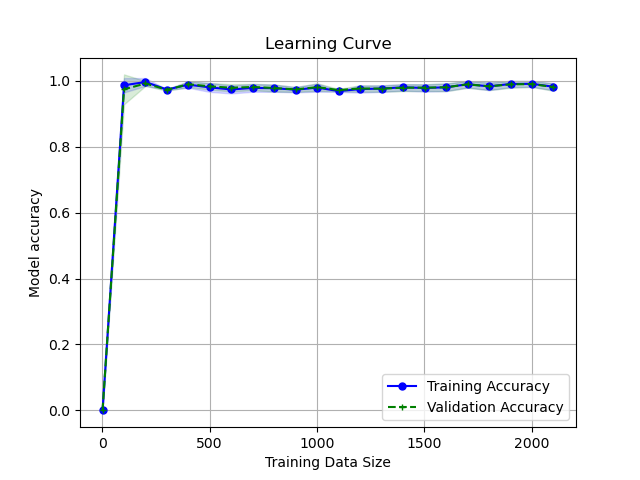 Learning Curve
1.0
0.8
0.6
0.4
0.2
0.0
Model accuracy
0 500 1000 1500 2000
Training Data Size
Training Accuracy
Validation Accuracy